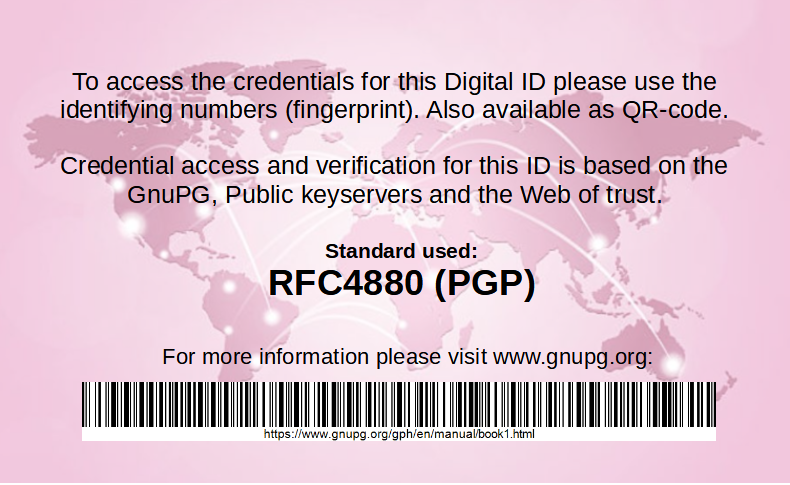 To access the credentials for this Digital ID please use the
identifying numbers (fingerprint). Also available as QR-code.
Credential access and verification for this ID is based on the
GnuPG, Public keyservers and the Web of trust.
Standard used:
RFC4880 (PGP)
For more information please visit www.gnupg.org:
https://www.gnupg.org/gph/en/manual/book1.html